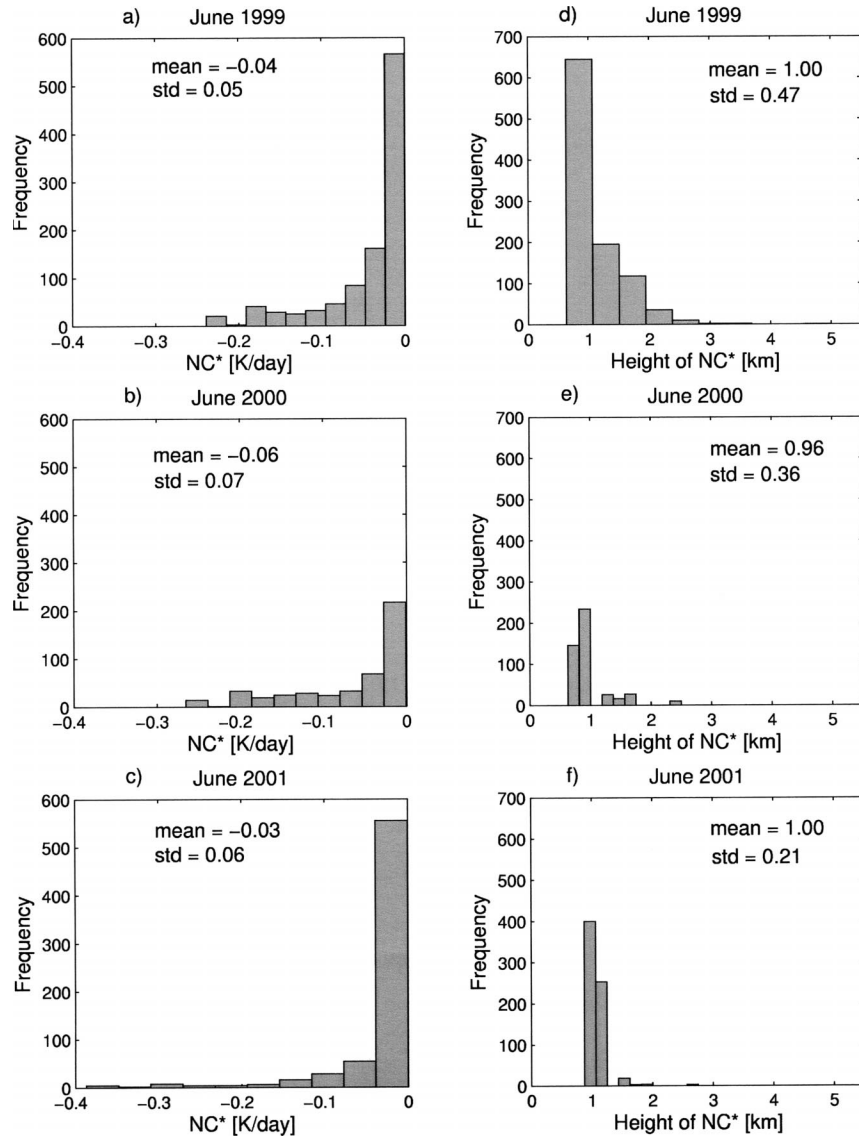 a) June 1999
600
500
400
300
200
100
0
Frequency
mean = −0.04
std = 0.05
−0.4 −0.3 −0.2 −0.1 0
NC* [K/day]
d) June 1999
700
600
500
400
300
200
100
0
Frequency
mean = 1.00
std = 0.47
0 1 2 3 4 5
Height of NC* [km]
b) June 2000
600
500
400
300
200
100
0
Frequency
mean = −0.06
std = 0.07
−0.4 −0.3 −0.2 −0.1 0
NC* [K/day]
e) June 2000
700
600
500
400
300
200
100
0
Frequency
mean = 0.96
std = 0.36
0 1 2 3 4 5
Height of NC* [km]
c) June 2001
600
500
400
300
200
100
0
Frequency
mean = −0.03
std = 0.06
−0.4 −0.3 −0.2 −0.1 0
NC* [K/day]
f) June 2001
700
600
500
400
300
200
100
0
Frequency
mean = 1.00
std = 0.21
0 1 2 3 4 5
Height of NC* [km]